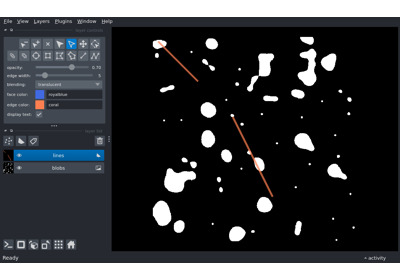 File View Layers Plugins Window Help
opacity: 0.70
edge width: 5
blending: translucent
face color: royalblue
edge color: coral
display text:
lines
blobs
Ready
activity